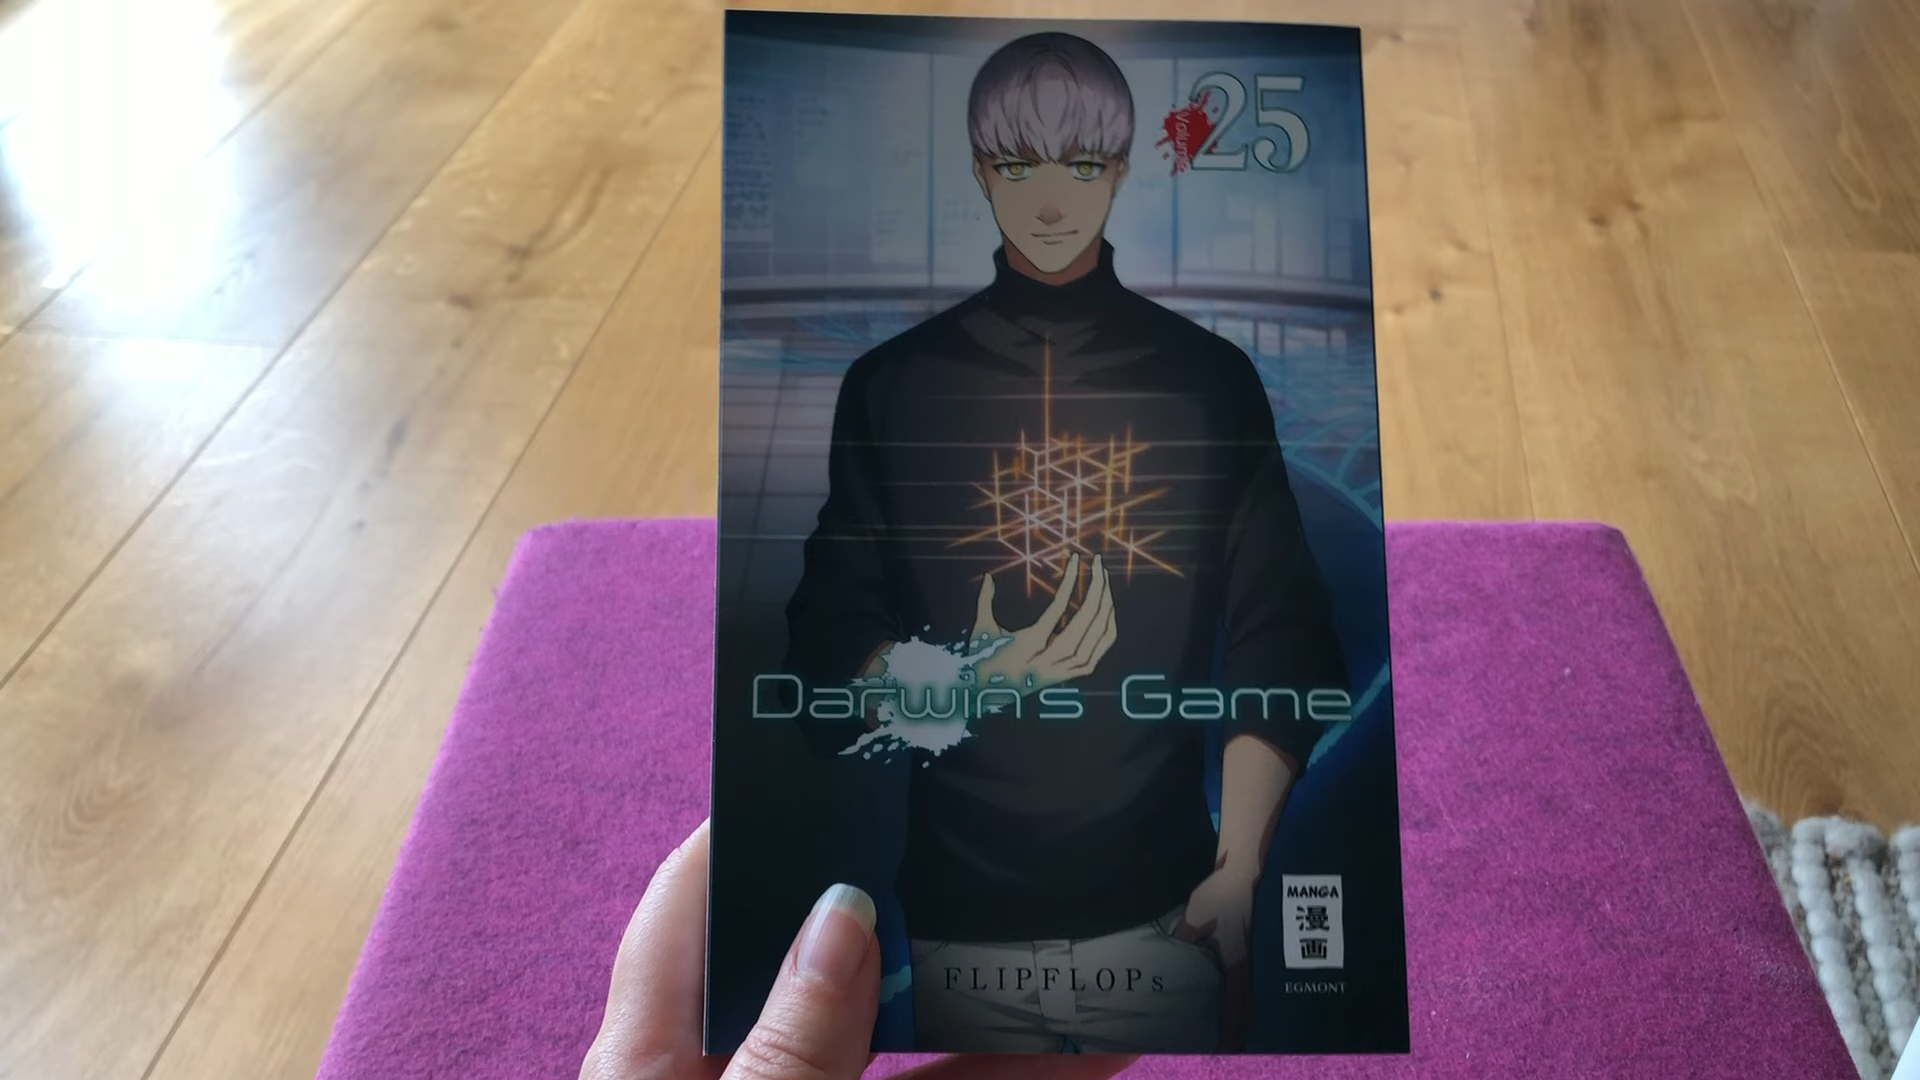 Volume
25
Darwin's Game
FLIPFLOPs
MANGA
漫
画
EGMONT